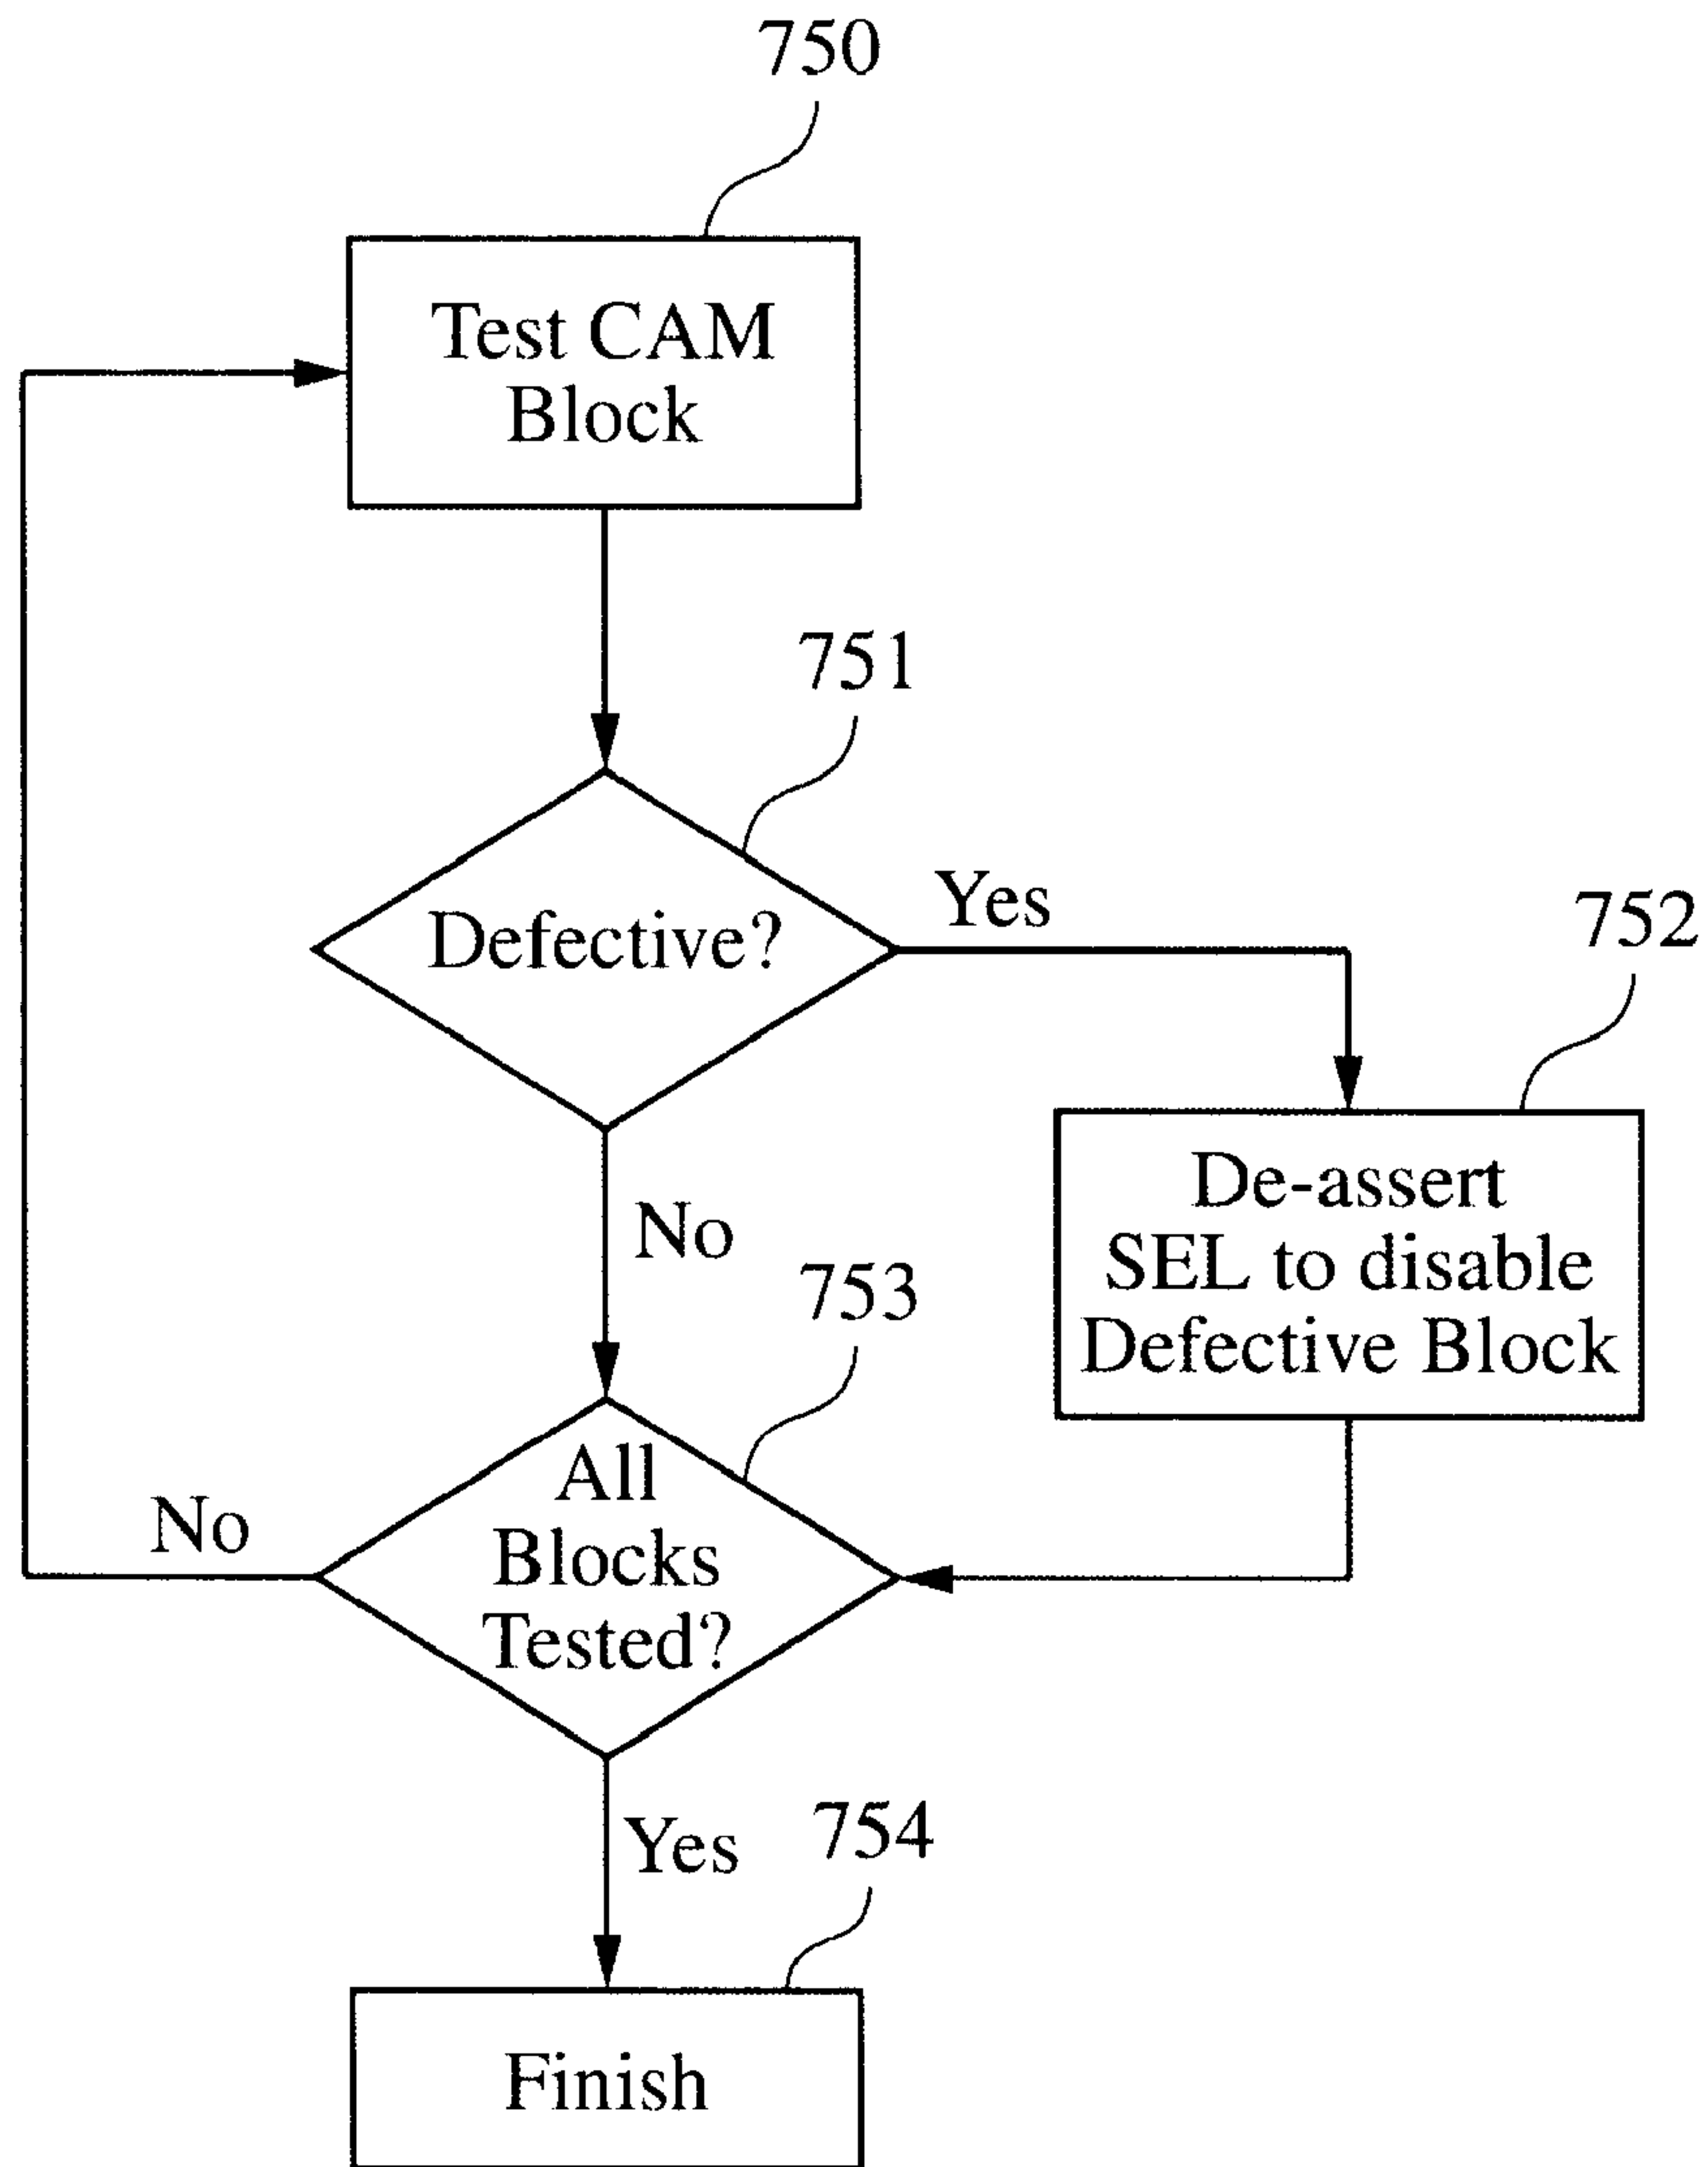 750
Test CAM
Block
751
Defective?
Yes
752
De-assert
SEL to disable
Defective Block
No
753
All
Blocks
Tested?
No
Yes
754
Finish